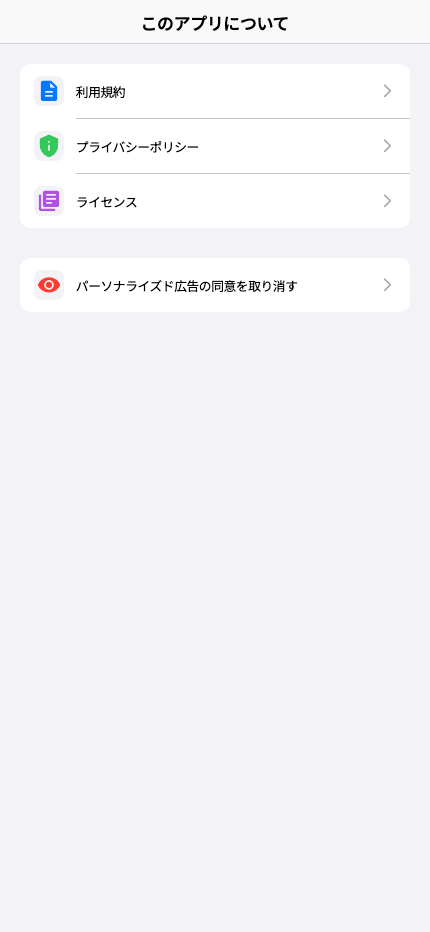 このアプリについて
利用規約
プライバシーポリシー
ライセンス
パーソナライズド広告の同意を取り消す